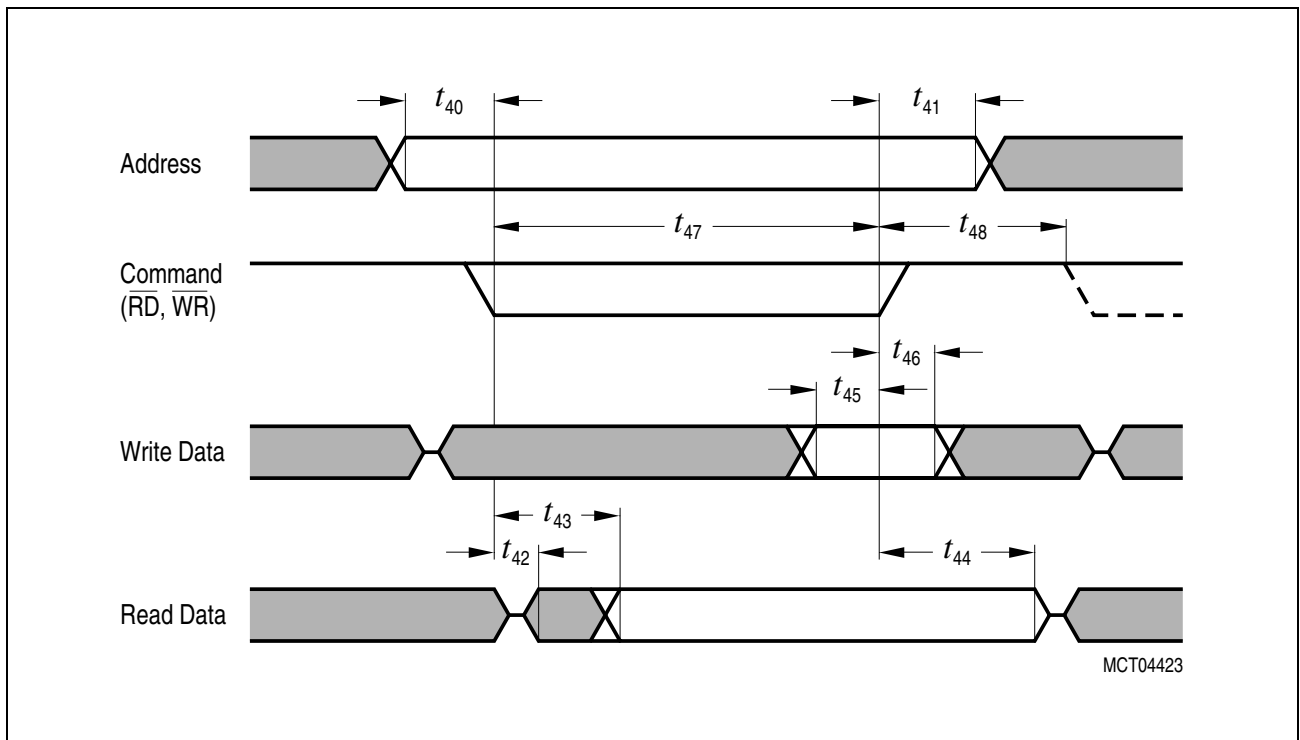 t40 t41
Address
t47 t48
Command
(RD, WR)
t46
t45
Write Data
t43
t42 t44
Read Data
MCT04423